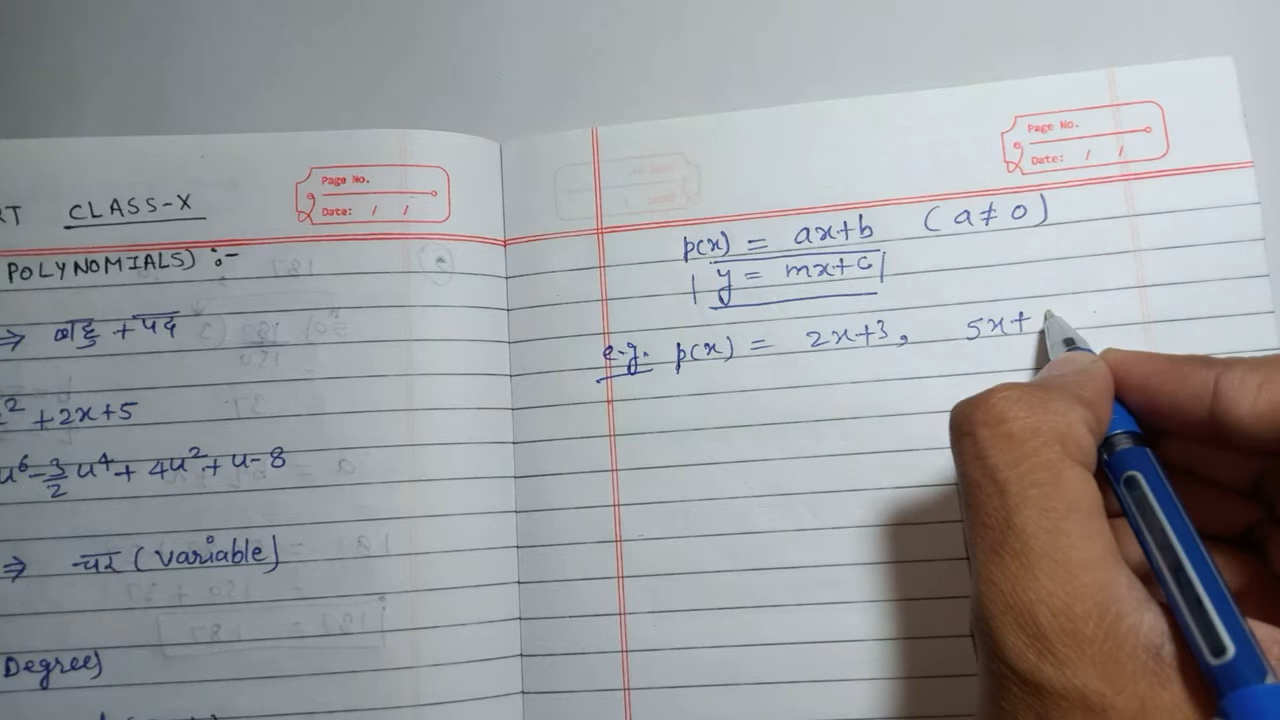 RT CLASS-X
Page No.
Date: / /
POLYNOMIALS) :-
⇒ बहु + पद
² + 2x + 5
u⁶ - 3/2 u⁴ + 4u² + u - 8
⇒ चर (Variable)
Degree)
Page No.
Date: / /
p(x) = ax+b (a ≠ 0)
| y = mx+c |
e.g. p(x) = 2x+3, 5x+